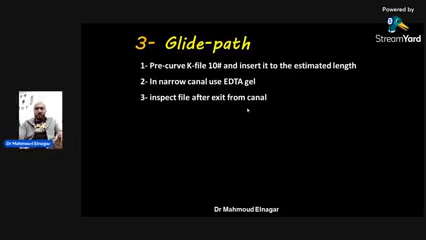 Powered by
StreamYard
3- Glide-path
1- Pre-curve K-file 10# and insert it to the estimated length
2- In narrow canal use EDTA gel
3- inspect file after exit from canal
Dr Mahmoud Elnagar
Dr Mahmoud Elnagar